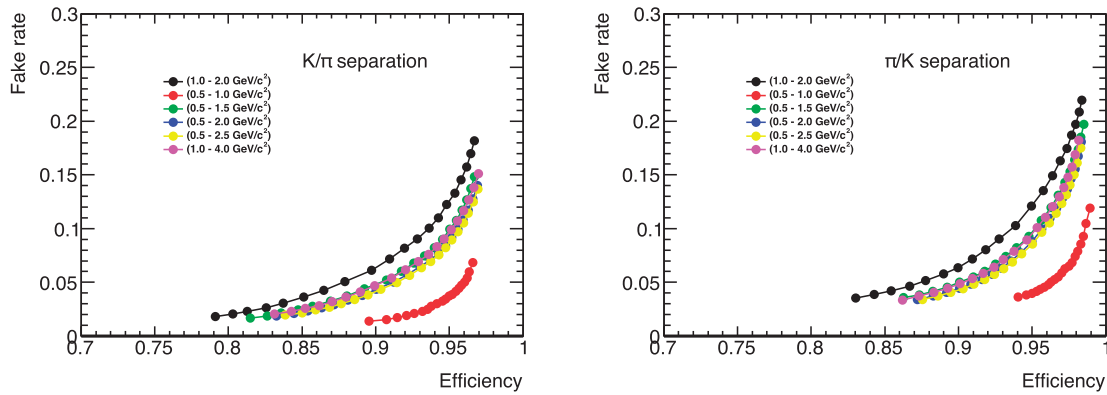 Fake rate
0.3
0.25
0.2
0.15
0.1
0.05
0
K/π separation
(1.0 - 2.0 GeV/c²)
(0.5 - 1.0 GeV/c²)
(0.5 - 1.5 GeV/c²)
(0.5 - 2.0 GeV/c²)
(0.5 - 2.5 GeV/c²)
(1.0 - 4.0 GeV/c²)
0.7 0.75 0.8 0.85 0.9 0.95 1
Efficiency
Fake rate
0.3
0.25
0.2
0.15
0.1
0.05
0
π/K separation
(1.0 - 2.0 GeV/c²)
(0.5 - 1.0 GeV/c²)
(0.5 - 1.5 GeV/c²)
(0.5 - 2.0 GeV/c²)
(0.5 - 2.5 GeV/c²)
(1.0 - 4.0 GeV/c²)
0.7 0.75 0.8 0.85 0.9 0.95 1
Efficiency